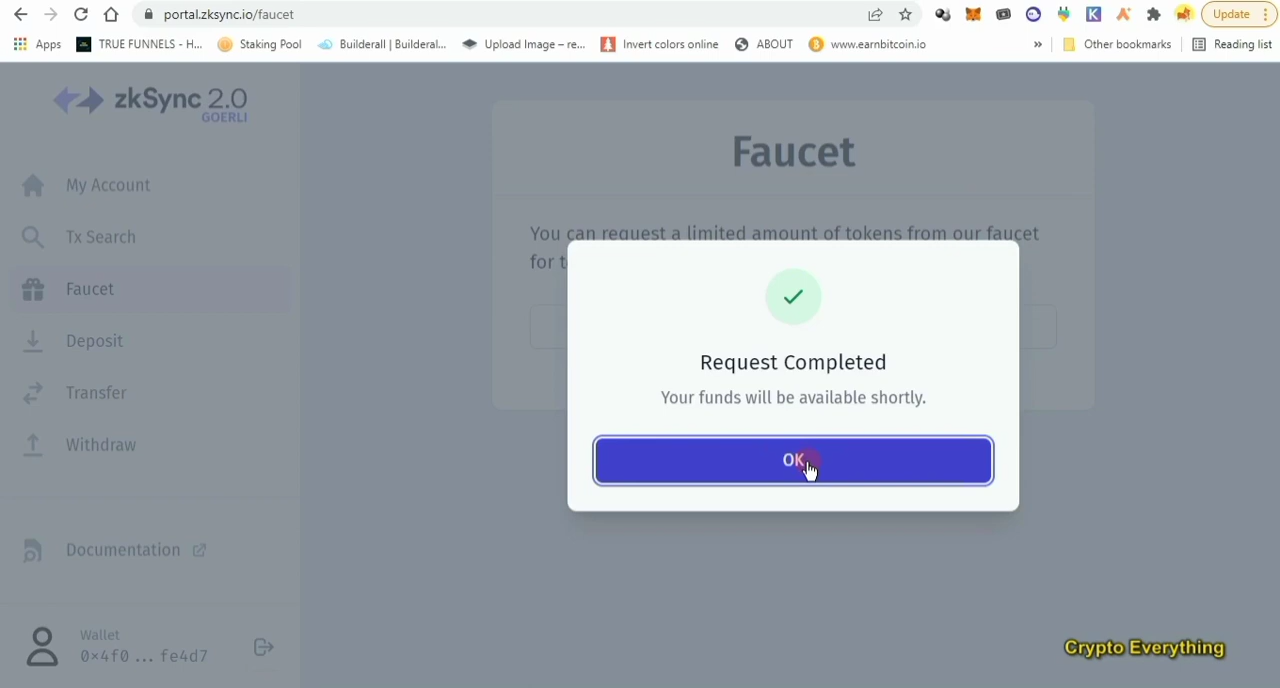 portal.zksync.io/faucet
Update
Apps
TRUE FUNNELS - H...
Staking Pool
Builderall | Builderal...
Upload Image – re...
Invert colors online
ABOUT
www.earnbitcoin.io
»
Other bookmarks
Reading list
zkSync 2.0
GOERLI
My Account
Tx Search
Faucet
Deposit
Transfer
Withdraw
Documentation
Wallet
0×4f0 ... fe4d7
Faucet
You can request a limited amount of tokens from our faucet
for t
Request Completed
Your funds will be available shortly.
OK
Crypto Everything